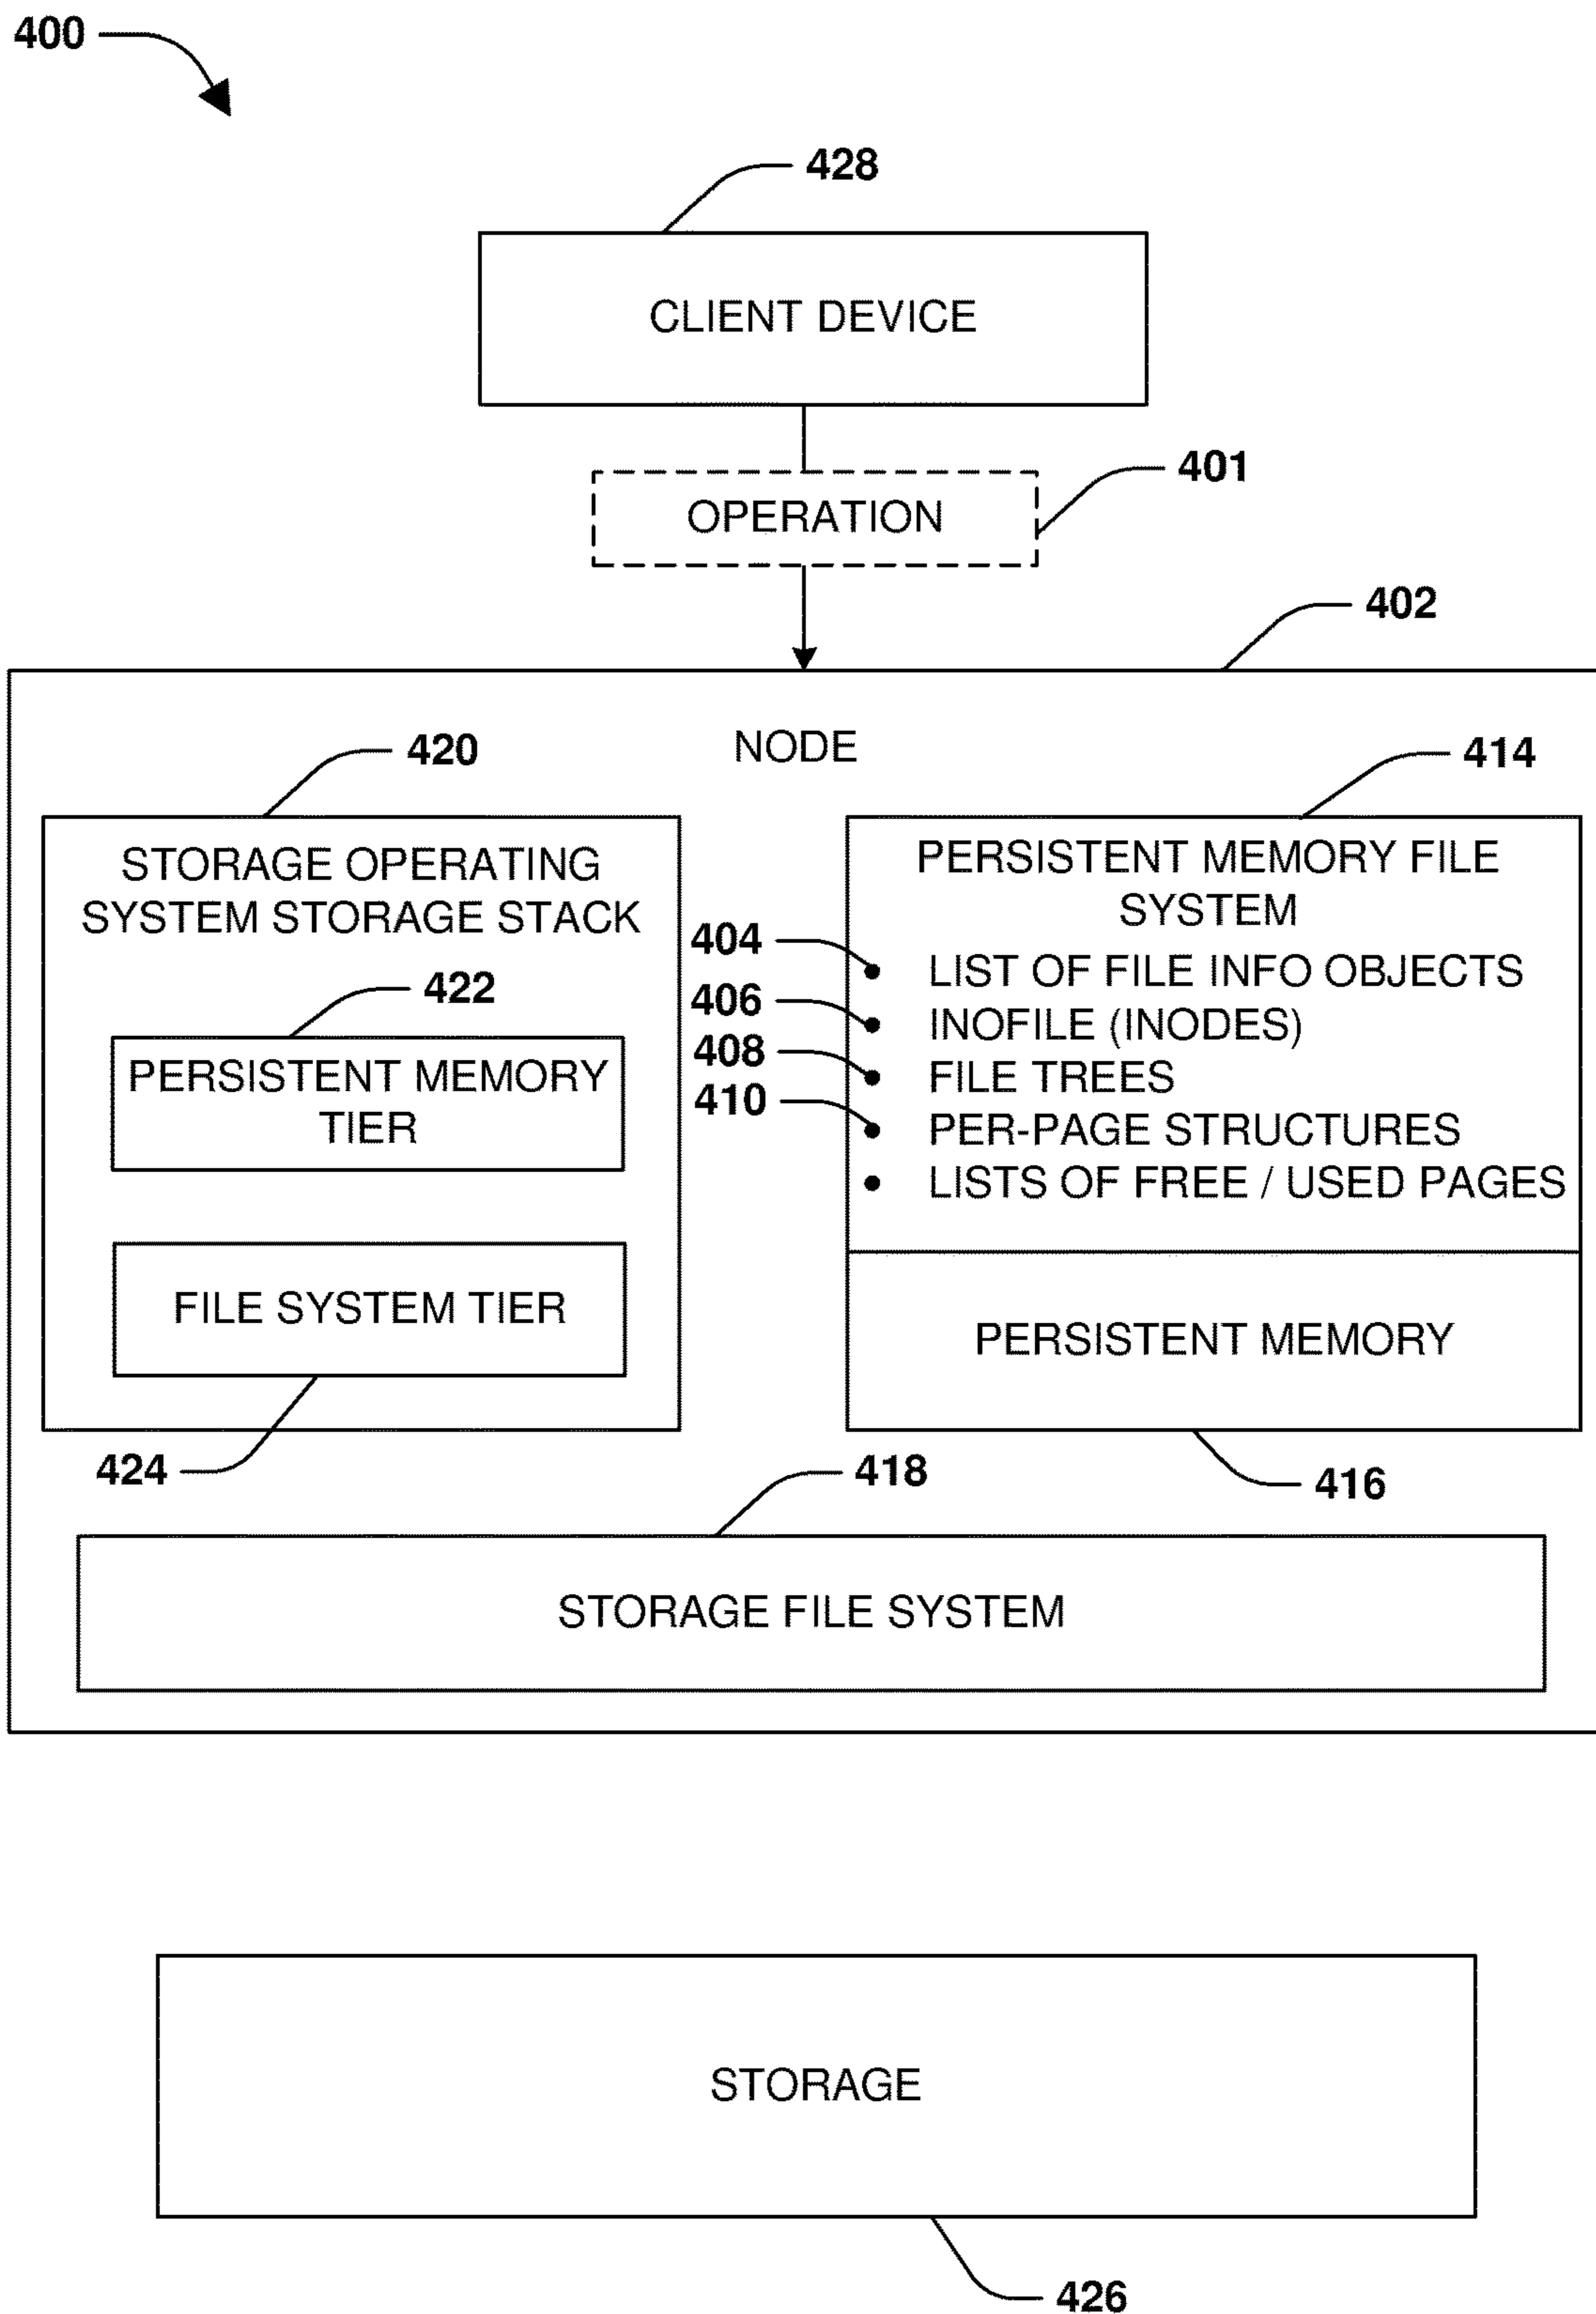 400
428
CLIENT DEVICE
401
OPERATION
402
NODE
420
414
STORAGE OPERATING
SYSTEM STORAGE STACK
422
PERSISTENT MEMORY
TIER
FILE SYSTEM TIER
424
PERSISTENT MEMORY FILE
SYSTEM
404
• LIST OF FILE INFO OBJECTS
406
• INOFILE (INODES)
408
• FILE TREES
410
• PER-PAGE STRUCTURES
• LISTS OF FREE / USED PAGES
PERSISTENT MEMORY
416
418
STORAGE FILE SYSTEM
STORAGE
426